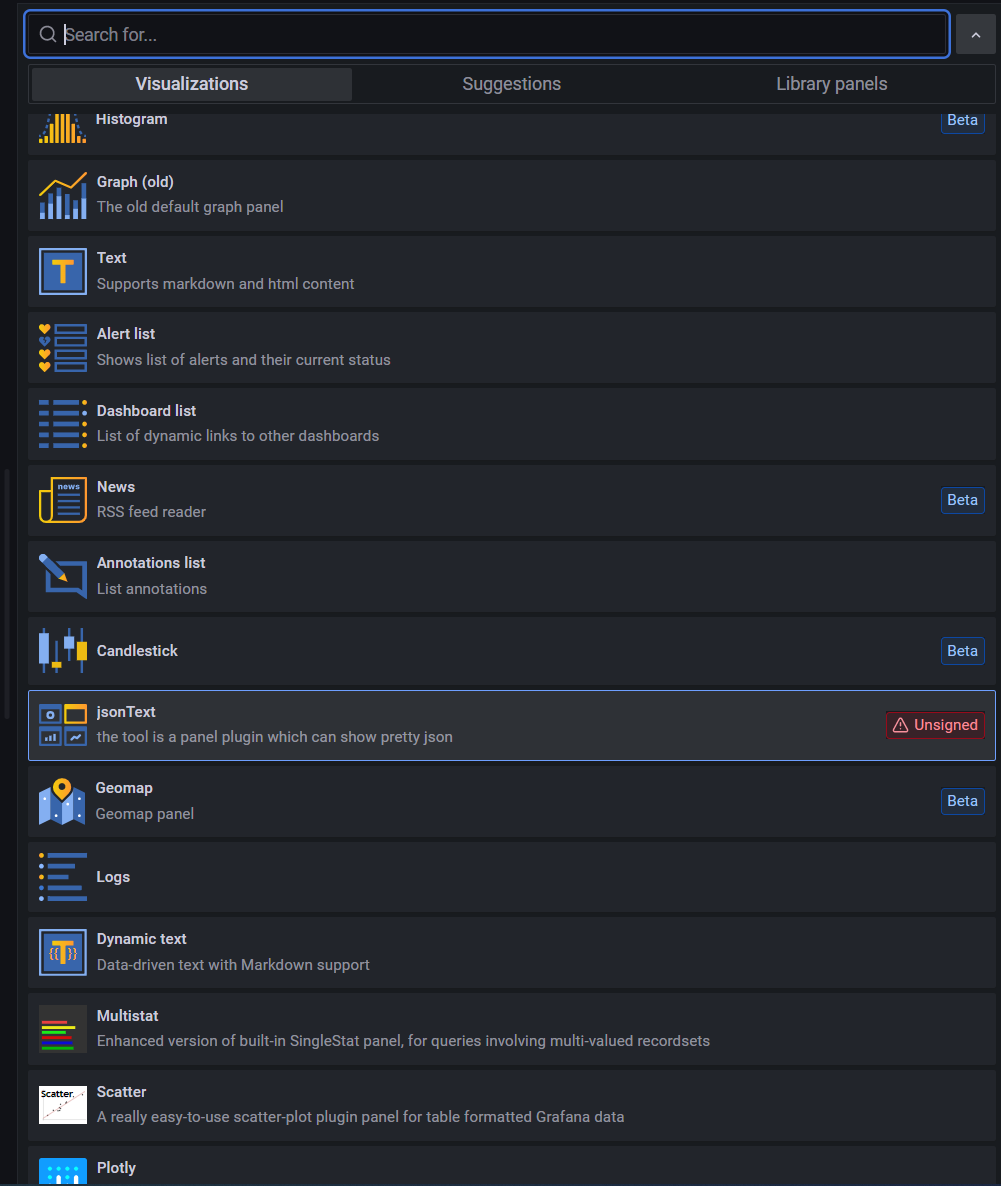 Search for...
Visualizations
Suggestions
Library panels
Histogram
Beta
Graph (old)
The old default graph panel
T
Text
Supports markdown and html content
Alert list
Shows list of alerts and their current status
Dashboard list
List of dynamic links to other dashboards
news
News
RSS feed reader
Beta
Annotations list
List annotations
Candlestick
Beta
jsonText
the tool is a panel plugin which can show pretty json
Unsigned
Geomap
Geomap panel
Beta
Logs
{{T}}
Dynamic text
Data-driven text with Markdown support
Multistat
Enhanced version of built-in SingleStat panel, for queries involving multi-valued recordsets
Scatter
Scatter
A really easy-to-use scatter-plot plugin panel for table formatted Grafana data
Plotly